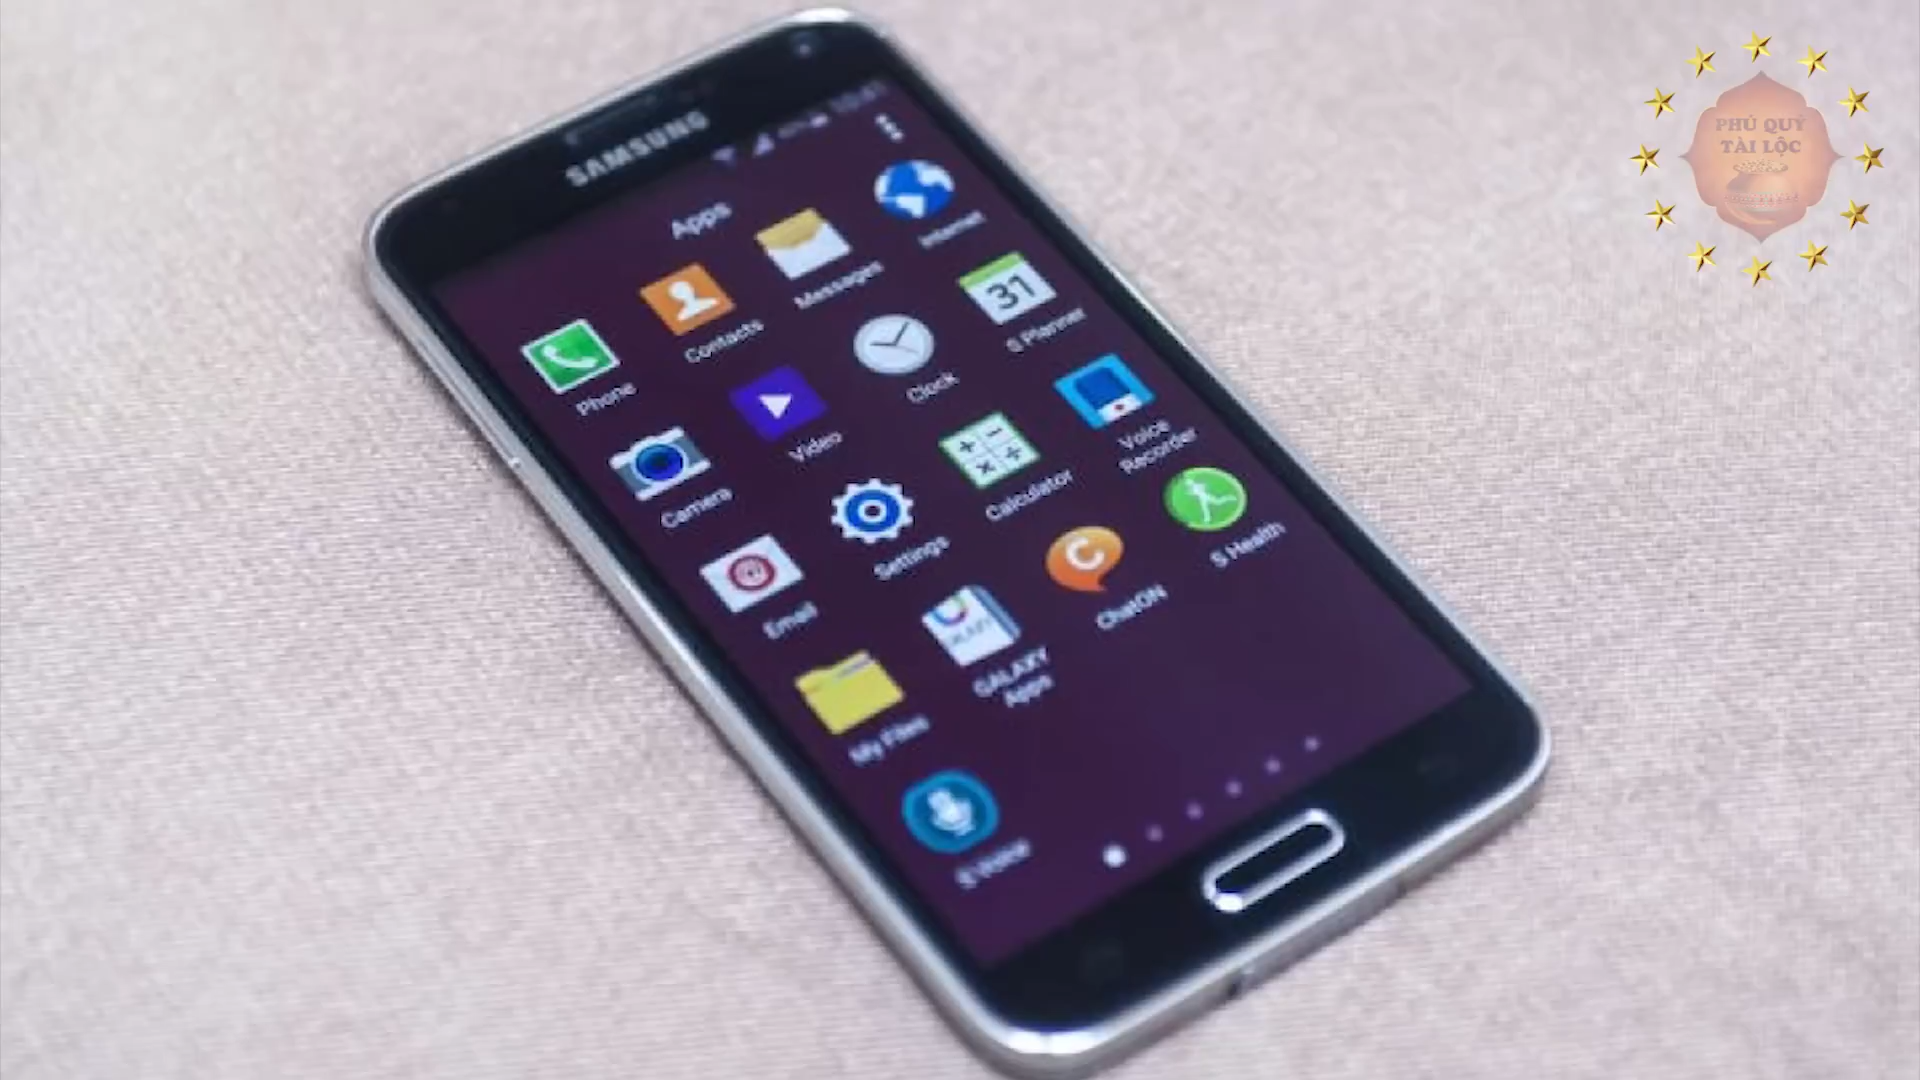 SAMSUNG
Apps
Phone
Contacts
Messages
Internet
Camera
Video
Clock
S Planner
31
Email
Settings
Calculator
Voice
Recorder
My Files
GALAXY
Apps
ChatON
S Health
S Voice
PHÚ QUÝ
TÀI LỘC